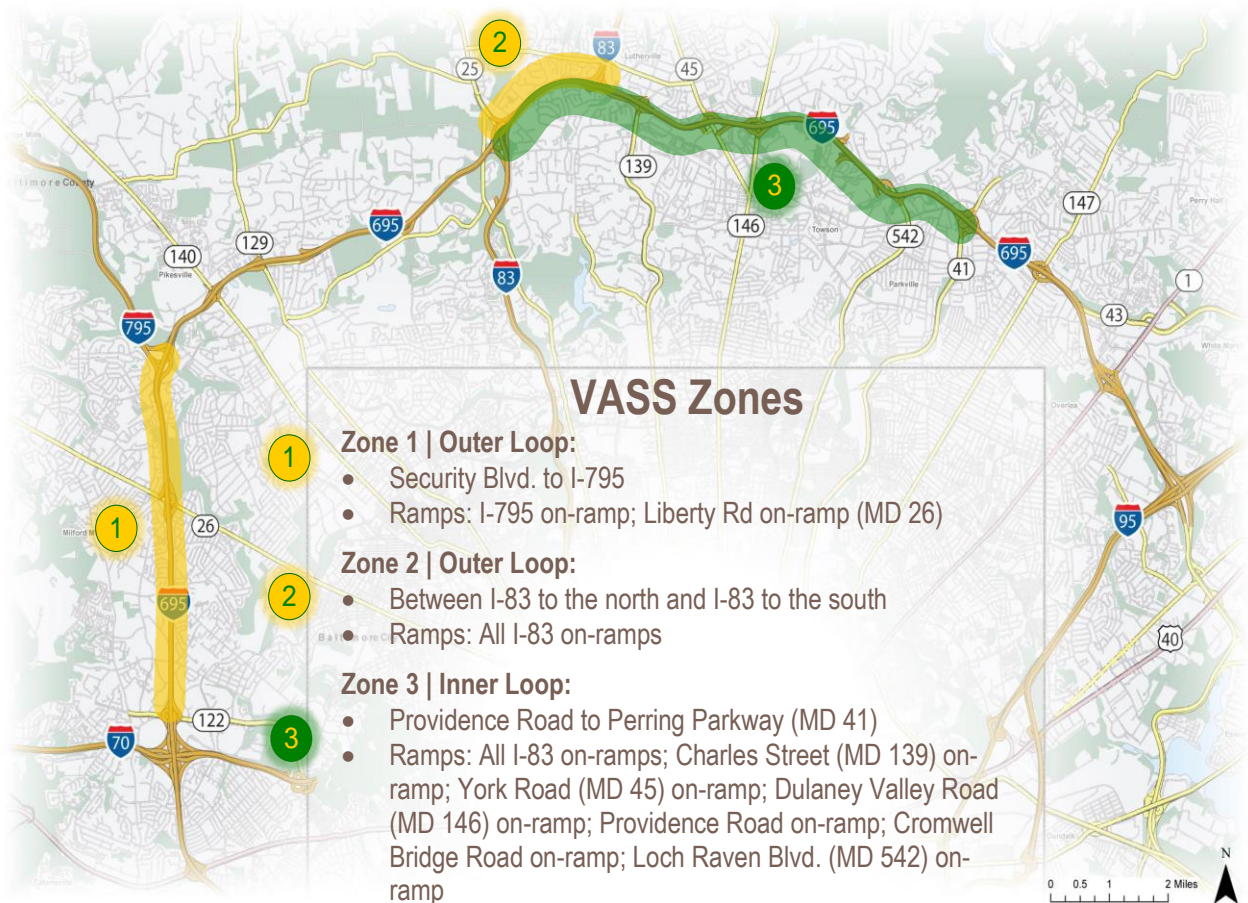 2
83
Lutherville
25
45
695
139
3
147
Perry Hall
146
Towson
542
695
41
Parkville
129
695
140
Pikesville
83
1
795
43
Overlea
VASS Zones
1
Zone 1 | Outer Loop:
• Security Blvd. to I-795
• Ramps: I-795 on-ramp; Liberty Rd on-ramp (MD 26)
1
26
95
2
Zone 2 | Outer Loop:
• Between I-83 to the north and I-83 to the south
• Ramps: All I-83 on-ramps
695
40
3
Zone 3 | Inner Loop:
• Providence Road to Perring Parkway (MD 41)
• Ramps: All I-83 on-ramps; Charles Street (MD 139) on-
ramp; York Road (MD 45) on-ramp; Dulaney Valley Road
(MD 146) on-ramp; Providence Road on-ramp; Cromwell
Bridge Road on-ramp; Loch Raven Blvd. (MD 542) on-
ramp
122
70
N
0 0.5 1 2 Miles